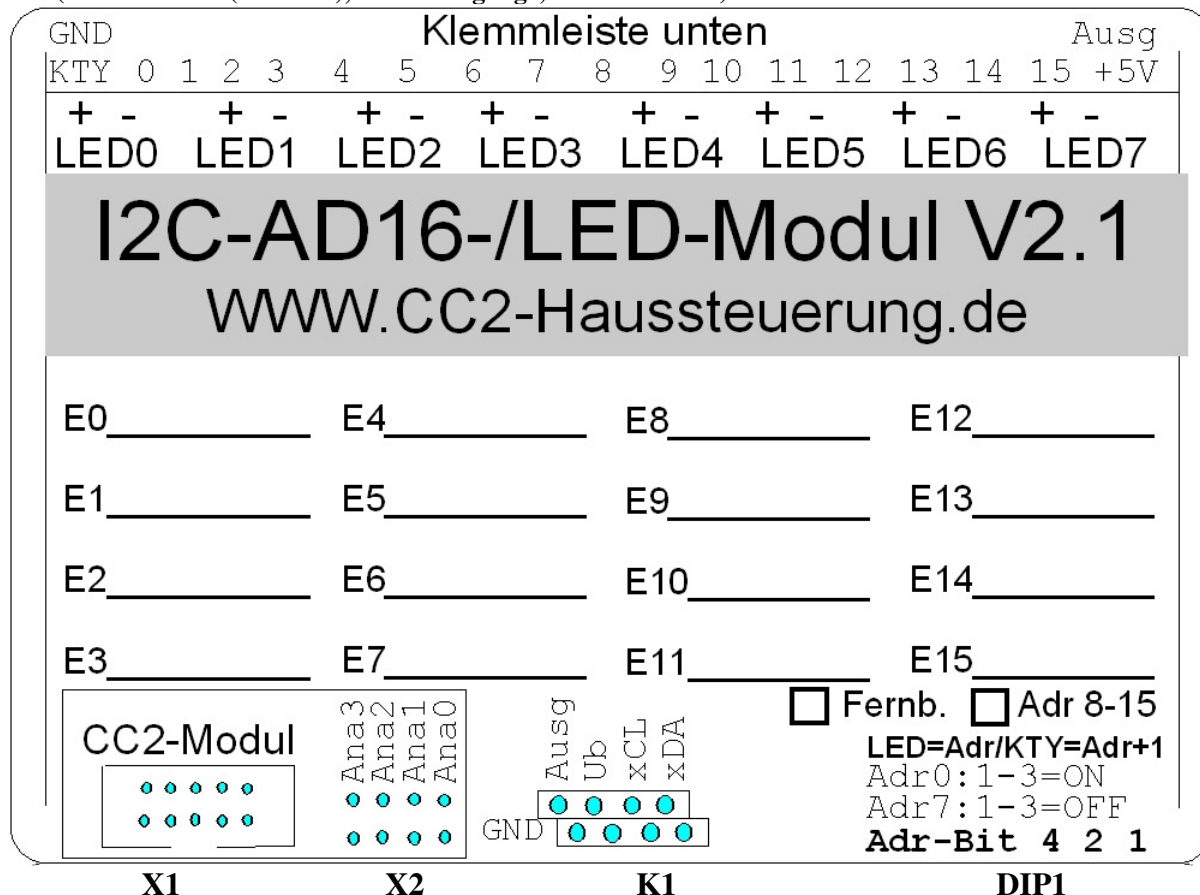 GND Klemmleiste unten Ausg
KTY 0 1 2 3 4 5 6 7 8 9 10 11 12 13 14 15 +5V
+ - + - + - + - + - + - + - + -
LED0 LED1 LED2 LED3 LED4 LED5 LED6 LED7
I2C-AD16-/LED-Modul V2.1
WWW.CC2-Haussteuerung.de
E0 E4 E8 E12
E1 E5 E9 E13
E2 E6 E10 E14
E3 E7 E11 E15
Fernb. Adr 8-15
CC2-Modul
Ana3
Ana2
Ana1
Ana0
Ausg
Ub
xCL
xDA
GND
LED=Adr/KTY=Adr+1
Adr0:1-3=ON
Adr7:1-3=OFF
Adr-Bit 4 2 1
X1 X2 K1 DIP1